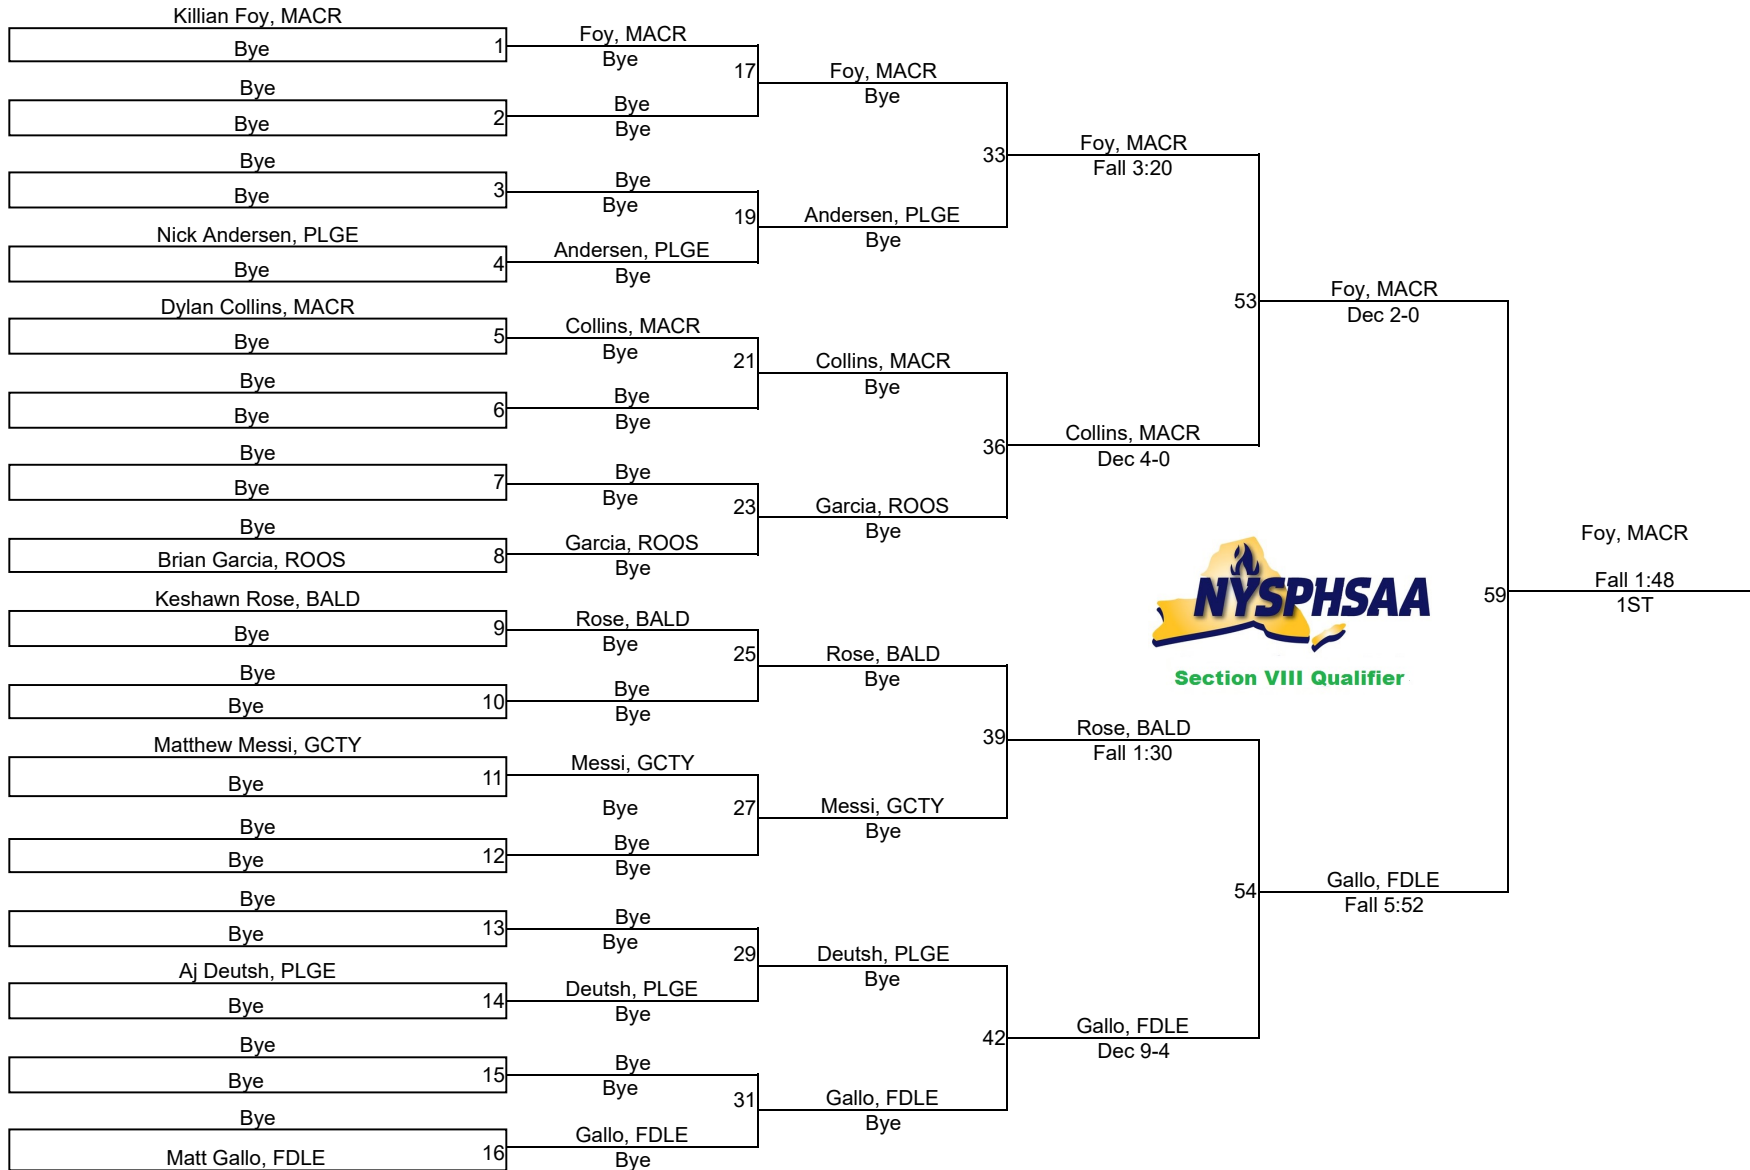 Killian Foy, MACR
Bye
1
Bye
Bye
2
Bye
Bye
3
Nick Andersen, PLGE
Bye
4
Dylan Collins, MACR
Bye
5
Bye
Bye
6
Bye
Bye
7
Bye
Brian Garcia, ROOS
8
Keshawn Rose, BALD
Bye
9
Bye
Bye
10
Matthew Messi, GCTY
Bye
11
Bye
Bye
12
Bye
Bye
13
Aj Deutsh, PLGE
Bye
14
Bye
Bye
15
Bye
Matt Gallo, FDLE
16
Foy, MACR
Bye
17
Bye
Bye
Bye
Bye
19
Andersen, PLGE
Bye
Collins, MACR
Bye
21
Bye
Bye
Bye
Bye
23
Garcia, ROOS
Bye
Rose, BALD
Bye
25
Bye
Bye
Messi, GCTY
Bye
27
Bye
Bye
Bye
Bye
29
Deutsh, PLGE
Bye
Bye
Bye
31
Gallo, FDLE
Bye
Foy, MACR
Bye
33
Andersen, PLGE
Bye
Collins, MACR
Bye
36
Garcia, ROOS
Bye
Rose, BALD
Bye
39
Messi, GCTY
Bye
Deutsh, PLGE
Bye
42
Gallo, FDLE
Bye
Foy, MACR
Fall 3:20
53
Collins, MACR
Dec 4-0
Rose, BALD
Fall 1:30
54
Gallo, FDLE
Dec 9-4
Foy, MACR
Dec 2-0
59
Gallo, FDLE
Fall 5:52
Foy, MACR
Fall 1:48
1ST
NYSPHSAA
Section VIII Qualifier